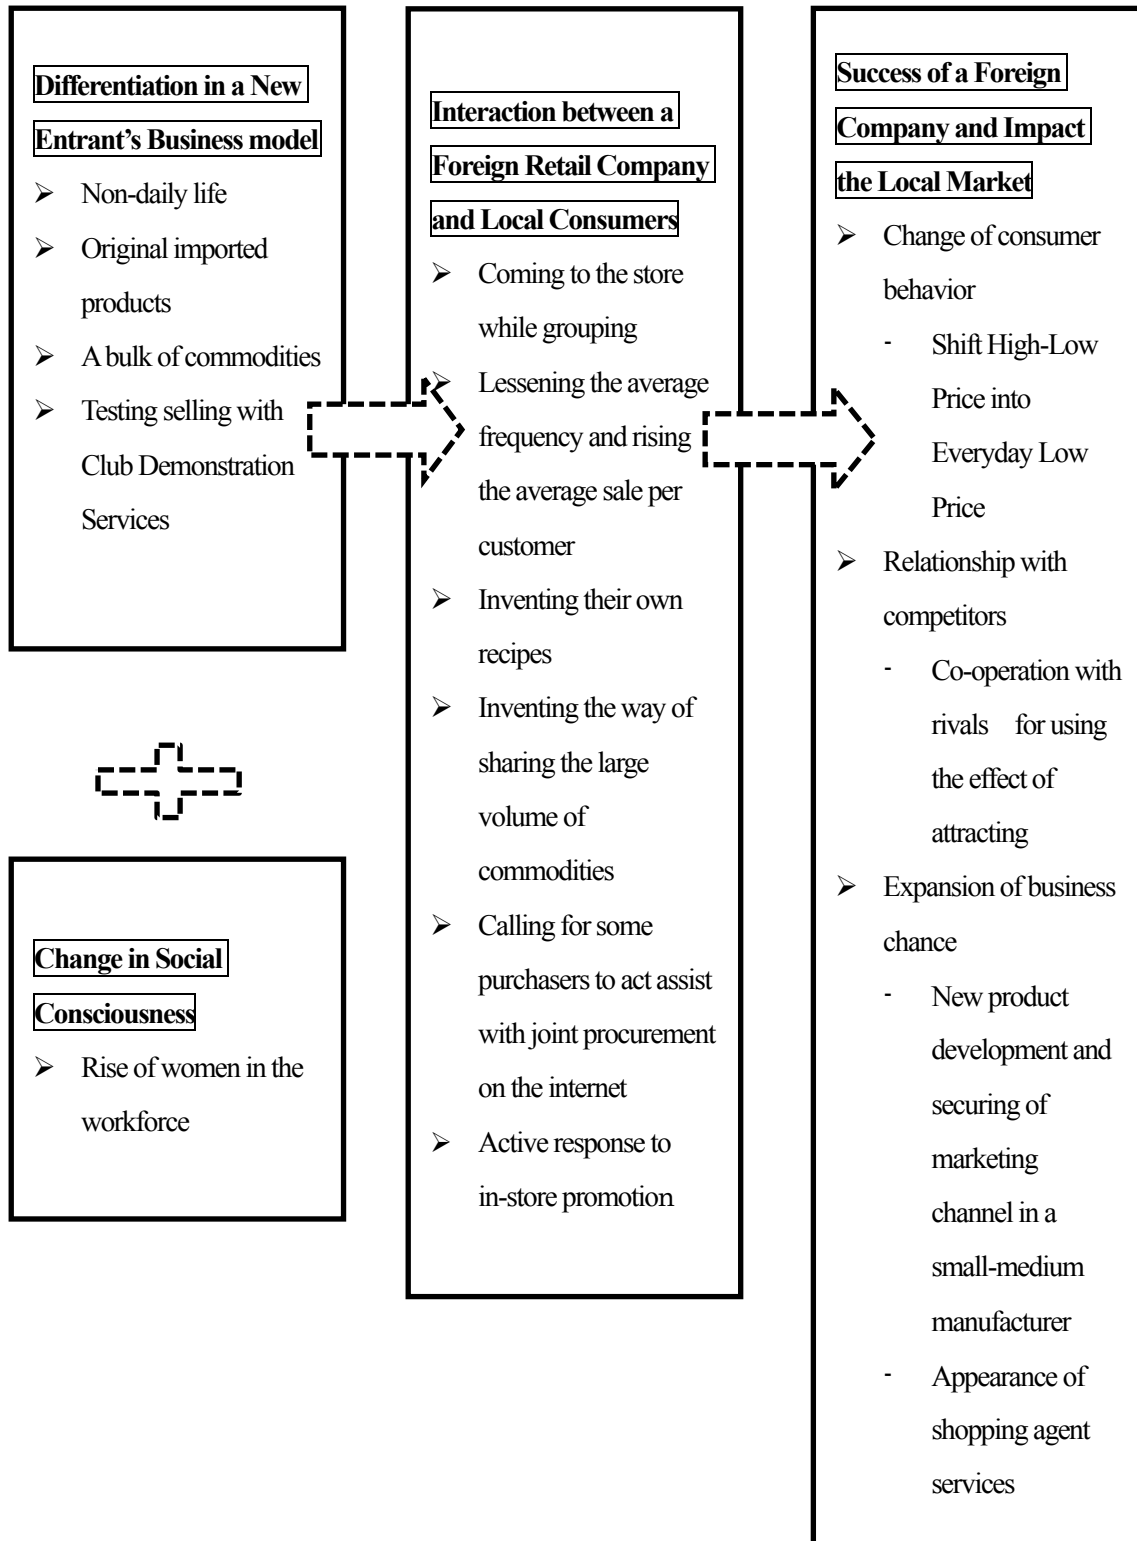 Differentiation in a New
Entrant’s Business model
➢ Non-daily life
➢ Original imported
products
➢ A bulk of commodities
➢ Testing selling with
Club Demonstration
Services
Change in Social
Consciousness
➢ Rise of women in the
workforce
Interaction between a
Foreign Retail Company
and Local Consumers
➢ Coming to the store
while grouping
➢ Lessening the average
frequency and rising
the average sale per
customer
➢ Inventing their own
recipes
➢ Inventing the way of
sharing the large
volume of
commodities
➢ Calling for some
purchasers to act assist
with joint procurement
on the internet
➢ Active response to
in-store promotion
Success of a Foreign
Company and Impact
the Local Market
➢ Change of consumer
behavior
- Shift High-Low
Price into
Everyday Low
Price
➢ Relationship with
competitors
- Co-operation with
rivals for using
the effect of
attracting
➢ Expansion of business
chance
- New product
development and
securing of
marketing
channel in a
small-medium
manufacturer
- Appearance of
shopping agent
services